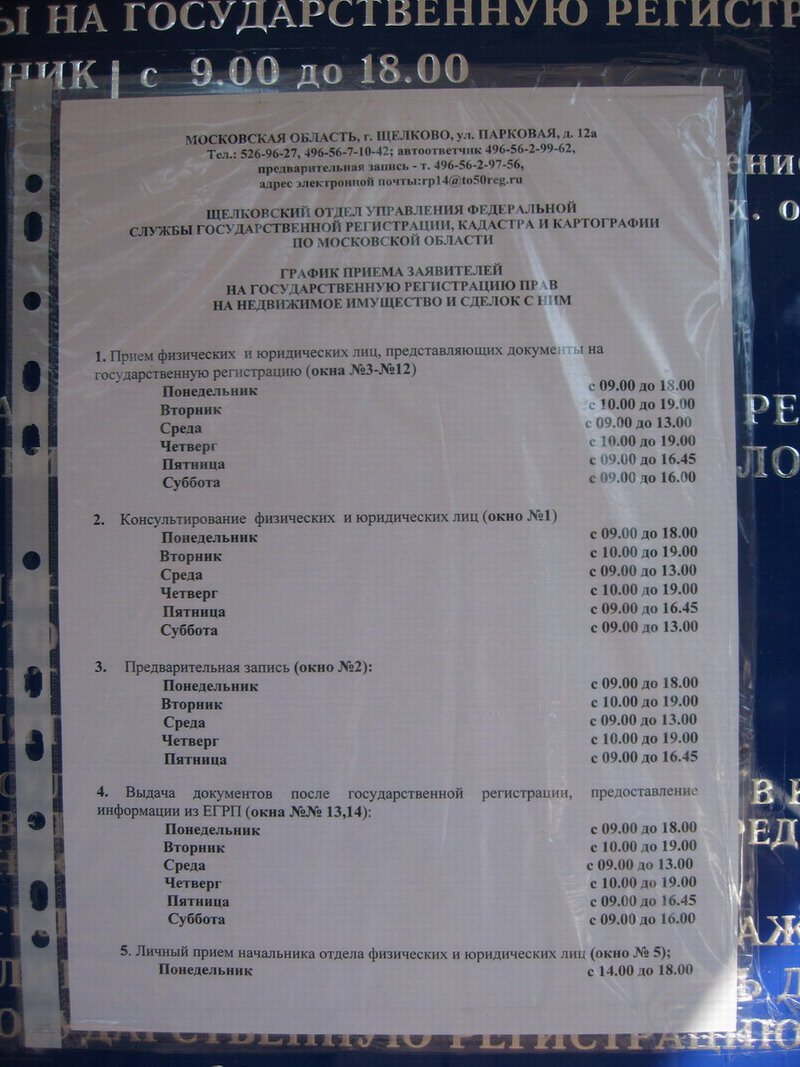 Ы НА ГОСУДАРСТВЕННУЮ РЕГИСТР
НИК с 9.00 до 18.00
МОСКОВСКАЯ ОБЛАСТЬ, г. ЩЕЛКОВО, ул. ПАРКОВАЯ, д. 12а
Тел.: 526-96-27, 496-56-7-10-42; автоответчик 496-56-2-99-62,
предварительная запись - т. 496-56-2-97-56,
адрес электронной почты:rp14@to50reg.ru
ЩЕЛКОВСКИЙ ОТДЕЛ УПРАВЛЕНИЯ ФЕДЕРАЛЬНОЙ
СЛУЖБЫ ГОСУДАРСТВЕННОЙ РЕГИСТРАЦИИ, КАДАСТРА И КАРТОГРАФИИ
ПО МОСКОВСКОЙ ОБЛАСТИ
ГРАФИК ПРИЕМА ЗАЯВИТЕЛЕЙ
НА ГОСУДАРСТВЕННУЮ РЕГИСТРАЦИЮ ПРАВ
НА НЕДВИЖИМОЕ ИМУЩЕСТВО И СДЕЛОК С НИМ
1. Прием физических и юридических лиц, представляющих документы на
государственную регистрацию (окна №3-№12)
Понедельник с 09.00 до 18.00
Вторник с 10.00 до 19.00
Среда с 09.00 до 13.00
Четверг с 10.00 до 19.00
Пятница с 09.00 до 16.45
Суббота с 09.00 до 16.00
2. Консультирование физических и юридических лиц (окно №1)
Понедельник с 09.00 до 18.00
Вторник с 10.00 до 19.00
Среда с 09.00 до 13.00
Четверг с 10.00 до 19.00
Пятница с 09.00 до 16.45
Суббота с 09.00 до 13.00
3. Предварительная запись (окно №2):
Понедельник с 09.00 до 18.00
Вторник с 10.00 до 19.00
Среда с 09.00 до 13.00
Четверг с 10.00 до 19.00
Пятница с 09.00 до 16.45
4. Выдача документов после государственной регистрации, предоставление
информации из ЕГРП (окна №№ 13,14):
Понедельник с 09.00 до 18.00
Вторник с 10.00 до 19.00
Среда с 09.00 до 13.00
Четверг с 10.00 до 19.00
Пятница с 09.00 до 16.45
Суббота с 09.00 до 16.00
5. Личный прием начальника отдела физических и юридических лиц (окно № 5);
Понедельник с 14.00 до 18.00